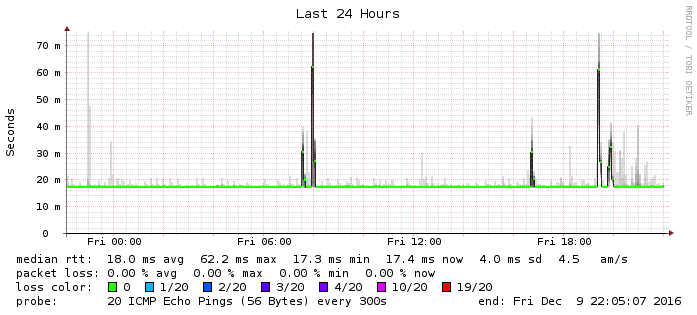 Last 24 Hours
RRDTOOL / TOBI OETIKER
Seconds
70 m
60 m
50 m
40 m
30 m
20 m
10 m
0
Fri 00:00 Fri 06:00 Fri 12:00 Fri 18:00
median rtt: 18.0 ms avg 62.2 ms max 17.3 ms min 17.4 ms now 4.0 ms sd 4.5 am/s
packet loss: 0.00 % avg 0.00 % max 0.00 % min 0.00 % now
loss color: 0 1/20 2/20 3/20 4/20 10/20 19/20
probe: 20 ICMP Echo Pings (56 Bytes) every 300s end: Fri Dec 9 22:05:07 2016